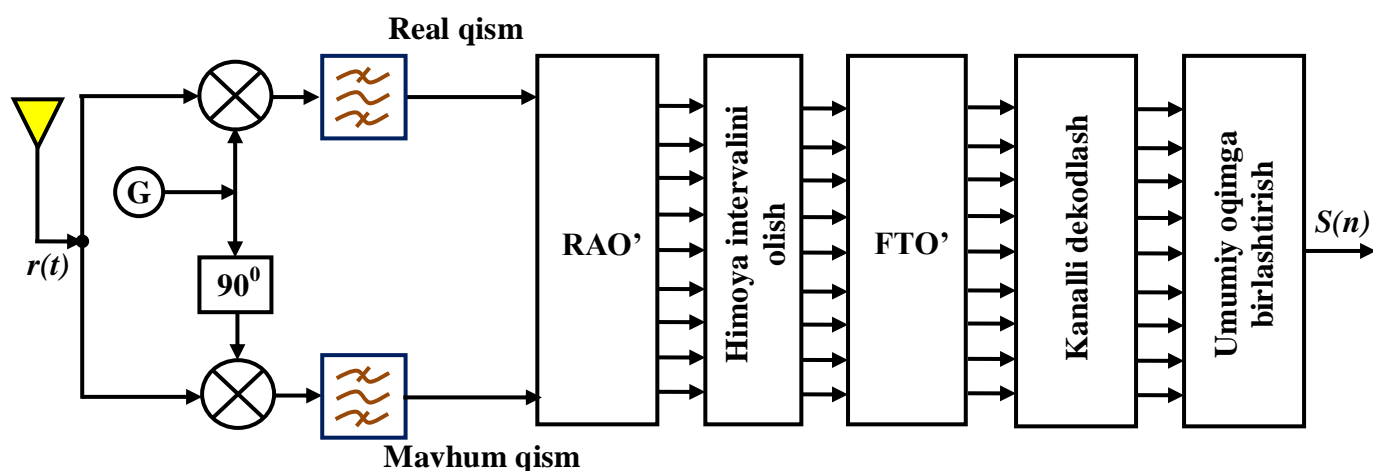 Real qism
G
r(t)
90⁰
Mavhum qism
RAO’
Himoya intervalini
olish
FTO’
Kanalli dekodlash
Umumiy oqimga
birlashtirish
S(n)